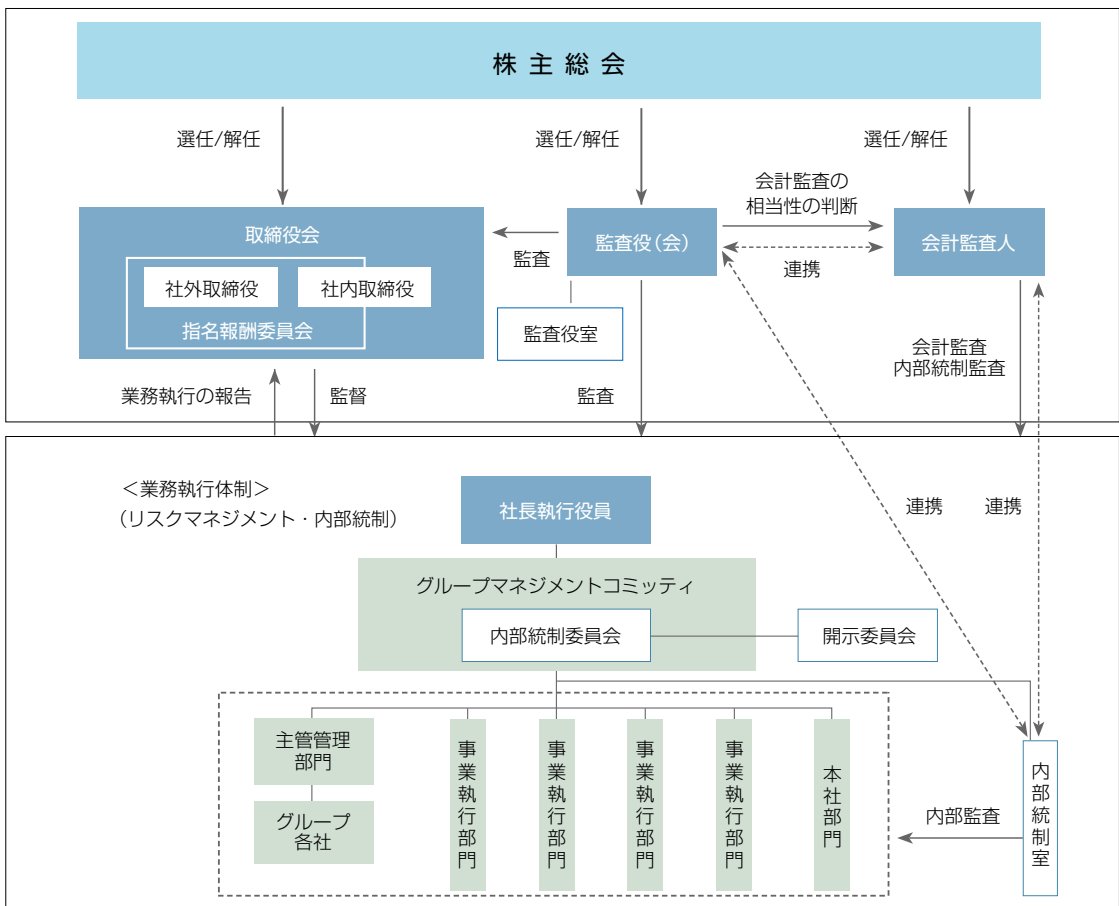 株主総会
選任/解任
選任/解任
選任/解任
会計監査の
相当性の判断
取締役会
監査
監査役(会)
連携
会計監査人
社外取締役
社内取締役
指名報酬委員会
監査役室
会計監査
内部統制監査
業務執行の報告
監督
監査
<業務執行体制>
(リスクマネジメント・内部統制)
社長執行役員
連携
連携
グループマネジメントコミッティ
内部統制委員会
開示委員会
主管管理
部門
グループ
各社
事業執行部門
事業執行部門
事業執行部門
事業執行部門
本社部門
内部監査
内部統制室